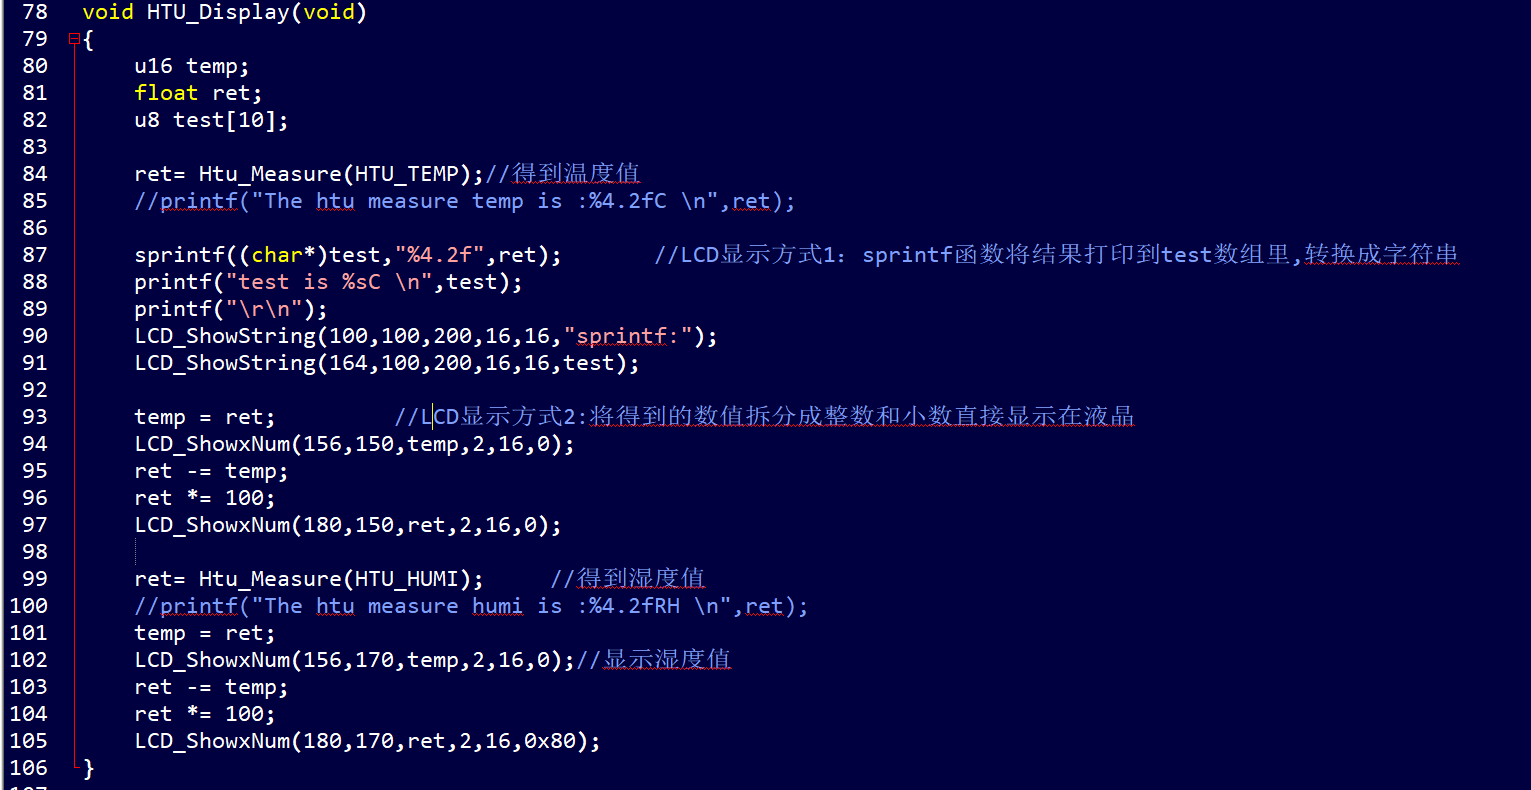 78 void HTU_Display(void)
79 {
80 u16 temp;
81 float ret;
82 u8 test[10];
83
84 ret= Htu_Measure(HTU_TEMP);//得到温度值
85 //printf("The htu measure temp is :%4.2fC \n",ret);
86
87 sprintf((char*)test,"%4.2f",ret); //LCD显示方式1：sprintf函数将结果打印到test数组里,转换成字符串
88 printf("test is %sC \n",test);
89 printf("\r\n");
90 LCD_ShowString(100,100,200,16,16,"sprintf:");
91 LCD_ShowString(164,100,200,16,16,test);
92
93 temp = ret; //LCD显示方式2:将得到的数值拆分成整数和小数直接显示在液晶
94 LCD_ShowxNum(156,150,temp,2,16,0);
95 ret -= temp;
96 ret *= 100;
97 LCD_ShowxNum(180,150,ret,2,16,0);
98
99 ret= Htu_Measure(HTU_HUMI); //得到湿度值
100 //printf("The htu measure humi is :%4.2fRH \n",ret);
101 temp = ret;
102 LCD_ShowxNum(156,170,temp,2,16,0);//显示湿度值
103 ret -= temp;
104 ret *= 100;
105 LCD_ShowxNum(180,170,ret,2,16,0x80);
106 }